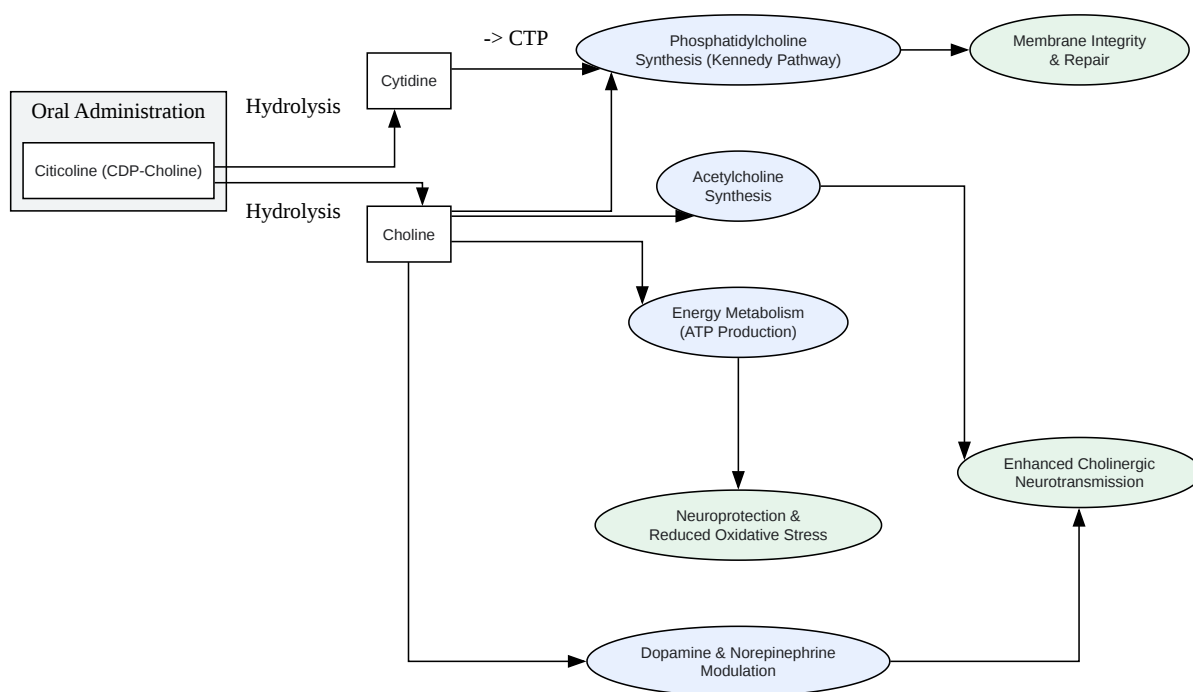 -> CTP
Phosphatidylcholine
Synthesis (Kennedy Pathway)
Membrane Integrity
& Repair
Cytidine
Oral Administration
Hydrolysis
Citicoline (CDP-Choline)
Acetylcholine
Synthesis
Hydrolysis
Choline
Energy Metabolism
(ATP Production)
Enhanced Cholinergic
Neurotransmission
Neuroprotection &
Reduced Oxidative Stress
Dopamine & Norepinephrine
Modulation